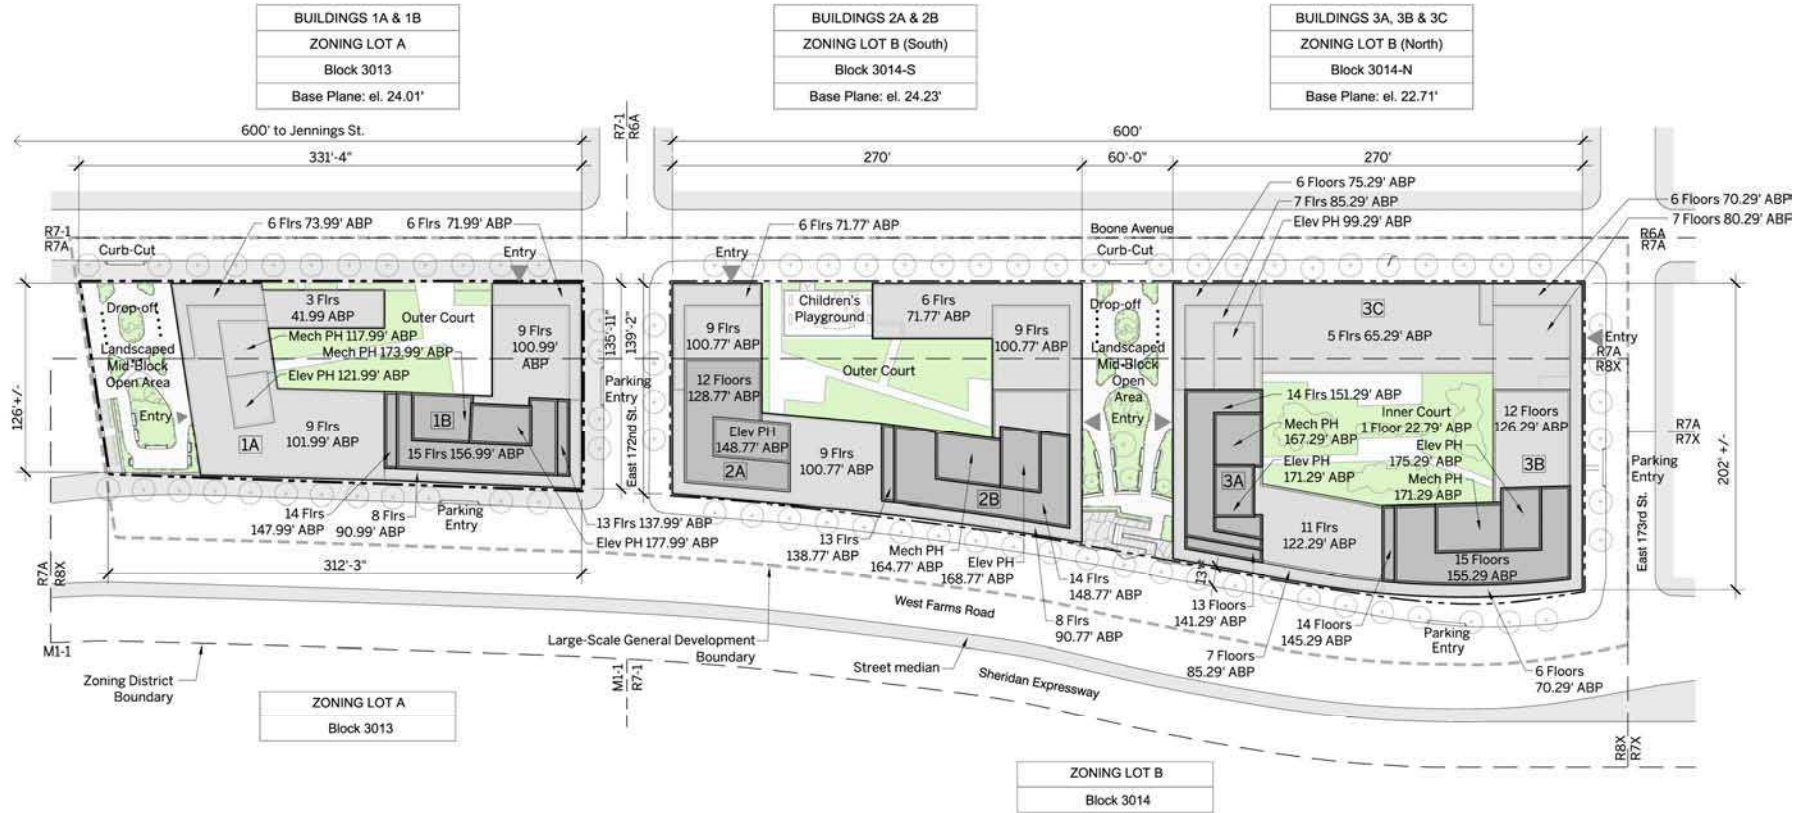 BUILDINGS 1A & 1B
ZONING LOT A
Block 3013
Base Plane: el. 24.01'
BUILDINGS 2A & 2B
ZONING LOT B (South)
Block 3014-S
Base Plane: el. 24.23'
BUILDINGS 3A, 3B & 3C
ZONING LOT B (North)
Block 3014-N
Base Plane: el. 22.71'
600' to Jennings St.
R7-1
R6A
600'
331'-4"
270'
60'-0"
270'
6 Floors 75.29' ABP
7 Flrs 85.29' ABP
Elev PH 99.29' ABP
6 Floors 70.29' ABP
7 Floors 80.29' ABP
R7-1
R7A
Curb-Cut
6 Flrs 73.99' ABP
6 Flrs 71.99' ABP
Entry
6 Flrs 71.77' ABP
Entry
Boone Avenue
Curb-Cut
R6A
R7A
Drop-off
Landscaped
Mid-Block
Open Area
Entry
3 Flrs
41.99 ABP
Outer Court
Mech PH 117.99' ABP
Mech PH 173.99' ABP
Elev PH 121.99' ABP
9 Flrs
100.99'
ABP
1A
9 Flrs
101.99' ABP
1B
15 Flrs 156.99' ABP
126'+/-
135'-11"
139'-2"
Parking
Entry
East 172nd St.
14 Flrs
147.99' ABP
8 Flrs
90.99' ABP
Parking
Entry
13 Flrs 137.99' ABP
Elev PH 177.99' ABP
312'-3"
9 Flrs
100.77' ABP
Children's
Playground
6 Flrs
71.77' ABP
9 Flrs
100.77' ABP
12 Floors
128.77' ABP
Outer Court
Elev PH
148.77' ABP
2A
9 Flrs
100.77' ABP
2B
13 Flrs
138.77' ABP
Mech PH
164.77' ABP
Elev PH
168.77' ABP
14 Flrs
148.77' ABP
8 Flrs
90.77' ABP
Drop-off
Landscaped
Mid-Block
Open
Area
Entry
3C
5 Flrs 65.29' ABP
Entry
R7A
R8X
14 Flrs 151.29' ABP
Mech PH
167.29' ABP
Elev PH
171.29' ABP
3A
Inner Court
1 Floor 22.79' ABP
Elev PH
175.29' ABP
Mech PH
171.29 ABP
12 Floors
126.29' ABP
3B
11 Flrs
122.29' ABP
15 Floors
155.29 ABP
R7A
R7X
Parking
Entry
East 173rd St.
202' +/-
13 Floors
141.29' ABP
7 Floors
85.29' ABP
14 Floors
145.29 ABP
Parking
Entry
6 Floors
70.29' ABP
R7A
R8X
M1-1
Zoning District
Boundary
West Farms Road
Large-Scale General Development
Boundary
Street median
Sheridan Expressway
M1-1
R7-1
R8X
R7X
ZONING LOT A
Block 3013
ZONING LOT B
Block 3014